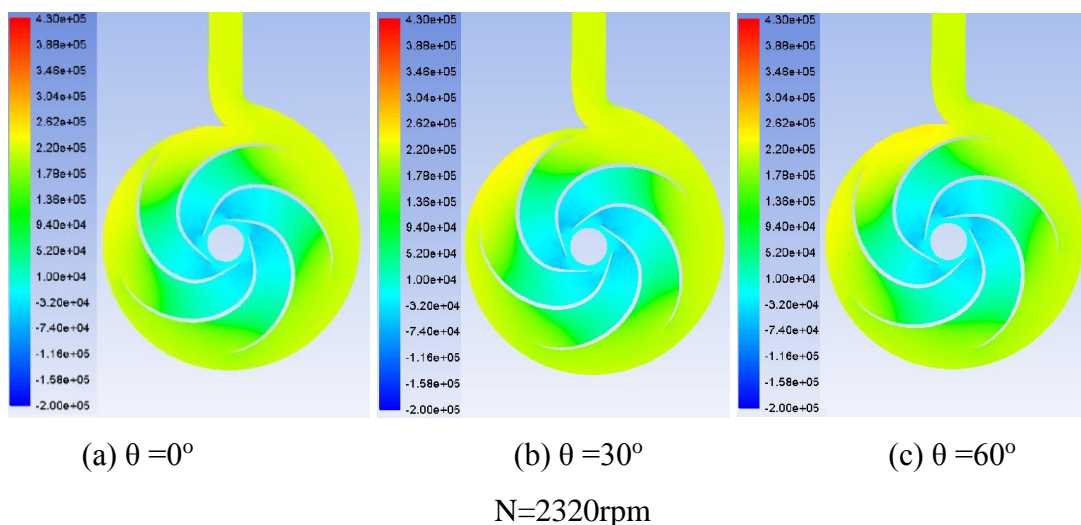 4.30e+05 4.30e+05 4.30e+05
3.88e+05 3.88e+05 3.88e+05
3.46e+05 3.46e+05 3.46e+05
3.04e+05 3.04e+05 3.04e+05
2.62e+05 2.62e+05 2.62e+05
2.20e+05 2.20e+05 2.20e+05
1.78e+05 1.78e+05 1.78e+05
1.36e+05 1.36e+05 1.36e+05
9.40e+04 9.40e+04 9.40e+04
5.20e+04 5.20e+04 5.20e+04
1.00e+04 1.00e+04 1.00e+04
-3.20e+04 -3.20e+04 -3.20e+04
-7.40e+04 -7.40e+04 -7.40e+04
-1.16e+05 -1.16e+05 -1.16e+05
-1.58e+05 -1.58e+05 -1.58e+05
-2.00e+05 -2.00e+05 -2.00e+05
(a) θ =0º (b) θ =30º (c) θ =60º
N=2320rpm